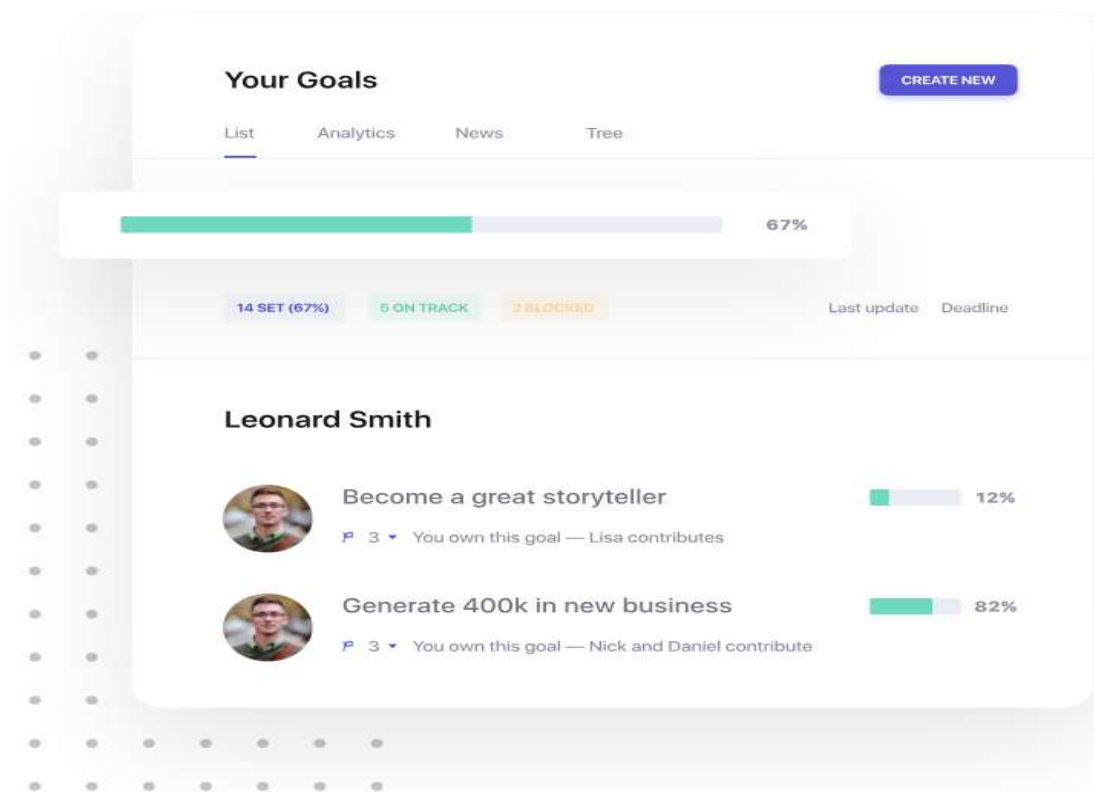 Your Goals
CREATE NEW
List Analytics News Tree
67%
14 SET (67%) 5 ON TRACK 2 BLOCKED Last update Deadline
Leonard Smith
Become a great storyteller 12%
3 You own this goal — Lisa contributes
Generate 400k in new business 82%
3 You own this goal — Nick and Daniel contribute